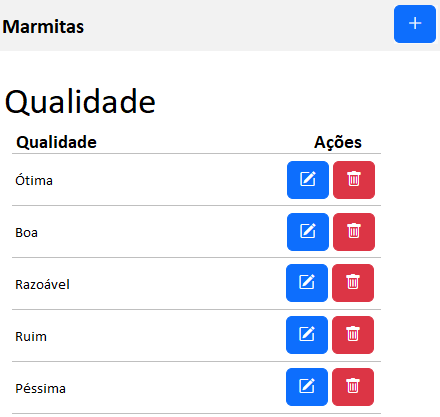 Marmitas
Qualidade
Qualidade Ações
Ótima
Boa
Razoável
Ruim
Péssima